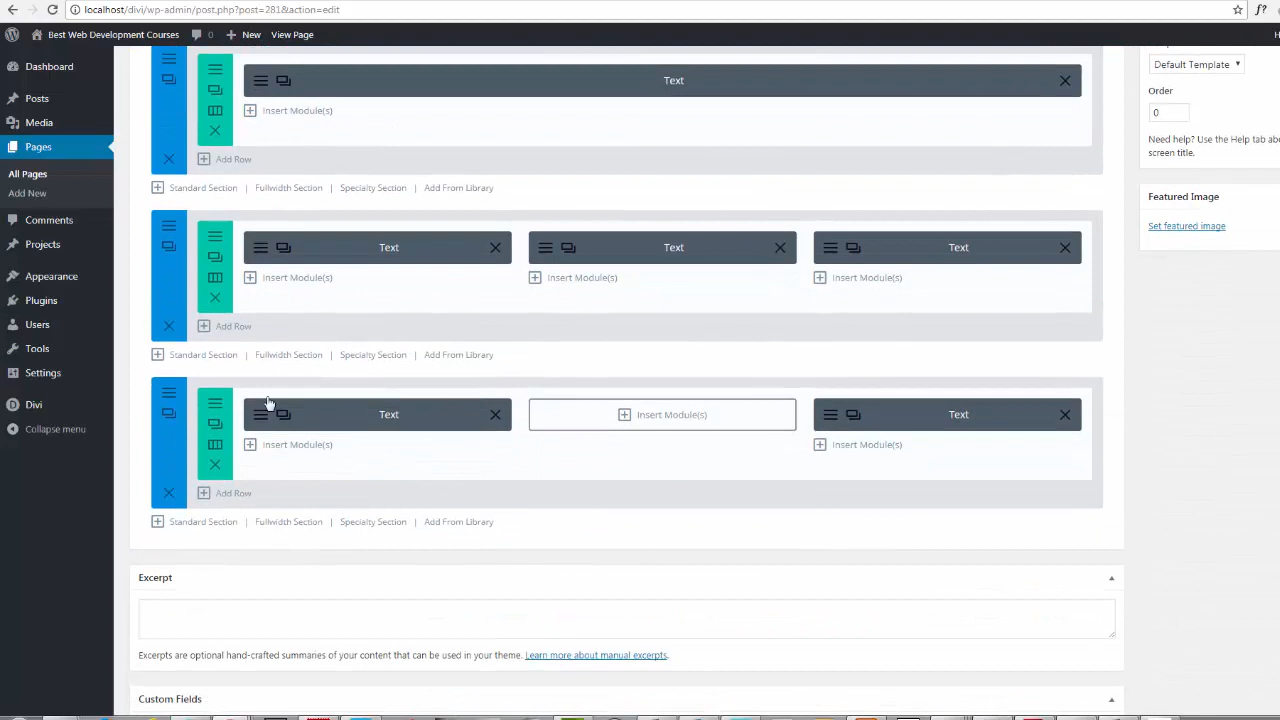 localhost/divi/wp-admin/post.php?post=281&action=edit
Best Web Development Courses 0 New View Page
Dashboard
Posts
Media
Pages
All Pages
Add New
Comments
Projects
Appearance
Plugins
Users
Tools
Settings
Divi
Collapse menu
Text
Insert Module(s)
Add Row
Standard Section | Fullwidth Section | Specialty Section | Add From Library
Text Text Text
Insert Module(s) Insert Module(s) Insert Module(s)
Add Row
Standard Section | Fullwidth Section | Specialty Section | Add From Library
Text Insert Module(s) Text
Insert Module(s) Insert Module(s)
Add Row
Standard Section | Fullwidth Section | Specialty Section | Add From Library
Excerpt
Excerpts are optional hand-crafted summaries of your content that can be used in your theme. Learn more about manual excerpts.
Custom Fields
Default Template
Order
0
Need help? Use the Help tab abo
screen title.
Featured Image
Set featured image